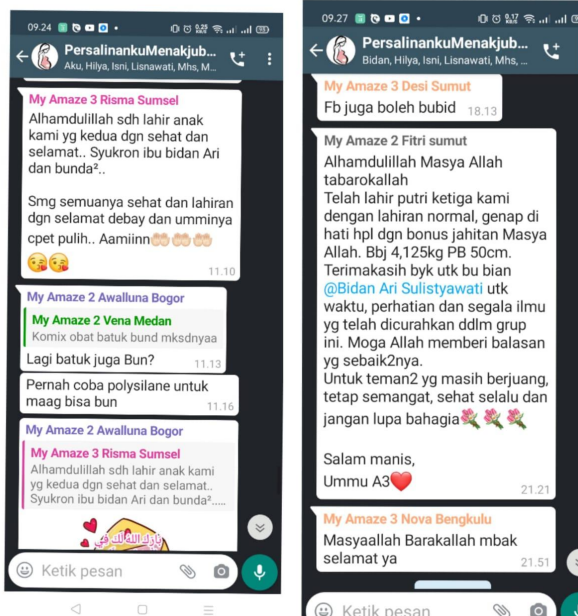 09.24
PersalinankuMenakjub...
Aku, Hilya, Isni, Lisnawati, Mhs, M...
My Amaze 3 Risma Sumsel
Alhamdulillah sdh lahir anak
kami yg kedua dgn sehat dan
selamat.. Syukron ibu bidan Ari
dan bunda²..
Smg semuanya sehat dan lahiran
dgn selamat debay dan umminya
cpet pulih.. Aamiinn
11.10
My Amaze 2 Awalluna Bogor
My Amaze 2 Vena Medan
Komix obat batuk bund mksdnyaa
Lagi batuk juga Bun?
11.13
Pernah coba polysilane untuk
maag bisa bun
11.16
My Amaze 2 Awalluna Bogor
My Amaze 3 Risma Sumsel
Alhamdulillah sdh lahir anak kami
yg kedua dgn sehat dan selamat..
Syukron ibu bidan Ari dan bunda².....
بارك الله لك في
Ketik pesan
09.27
PersalinankuMenakjub...
Bidan, Hilya, Isni, Lisnawati, Mhs, ...
My Amaze 3 Desi Sumut
Fb juga boleh bubid
18.13
My Amaze 2 Fitri sumut
Alhamdulillah Masya Allah
tabarokallah
Telah lahir putri ketiga kami
dengan lahiran normal, genap di
hati hpl dgn bonus jahitan Masya
Allah. Bbj 4,125kg PB 50cm.
Terimakasih byk utk bu bian
@Bidan Ari Sulistyawati utk
waktu, perhatian dan segala ilmu
yg telah dicurahkan ddlm grup
ini. Moga Allah memberi balasan
yg sebaik2nya.
Untuk teman2 yg masih berjuang,
tetap semangat, sehat selalu dan
jangan lupa bahagia
Salam manis,
Ummu A3
21.21
My Amaze 3 Nova Bengkulu
Masyaallah Barakallah mbak
selamat ya
21.51
Ketik pesan